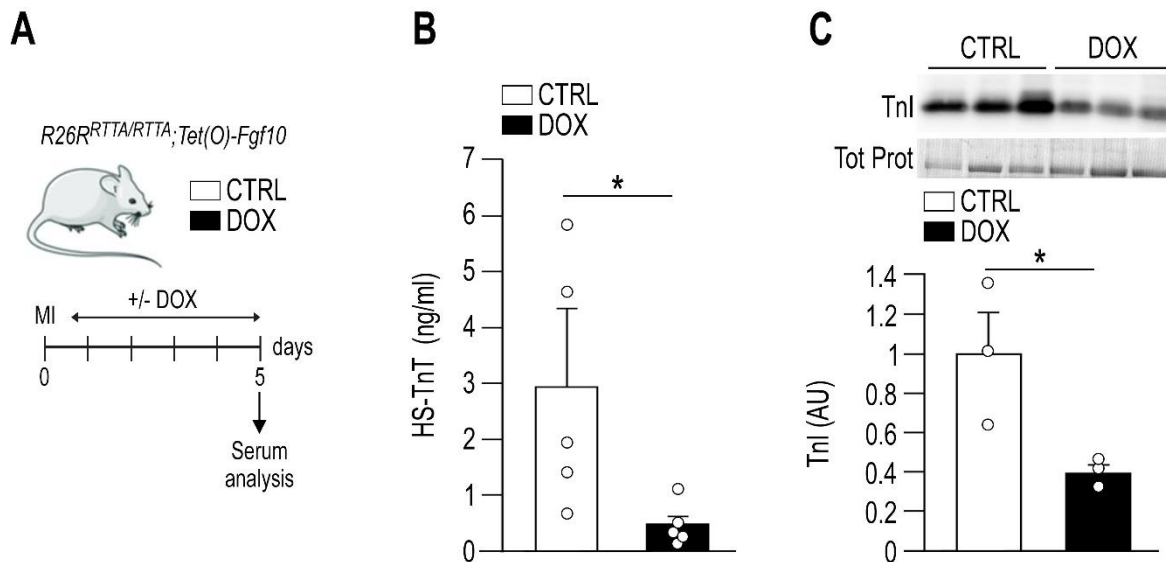 A
R26R^RTTA/RTTA;Tet(O)-Fgf10
CTRL
DOX
+/- DOX
MI
days
0
5
Serum
analysis
B
CTRL
DOX
7
6
5
4
3
2
1
0
HS-TnT (ng/ml)
*
C
CTRL DOX
TnI
Tot Prot
CTRL
DOX
1.4
1.2
1
0.8
0.6
0.4
0.2
0
TnI (AU)
*